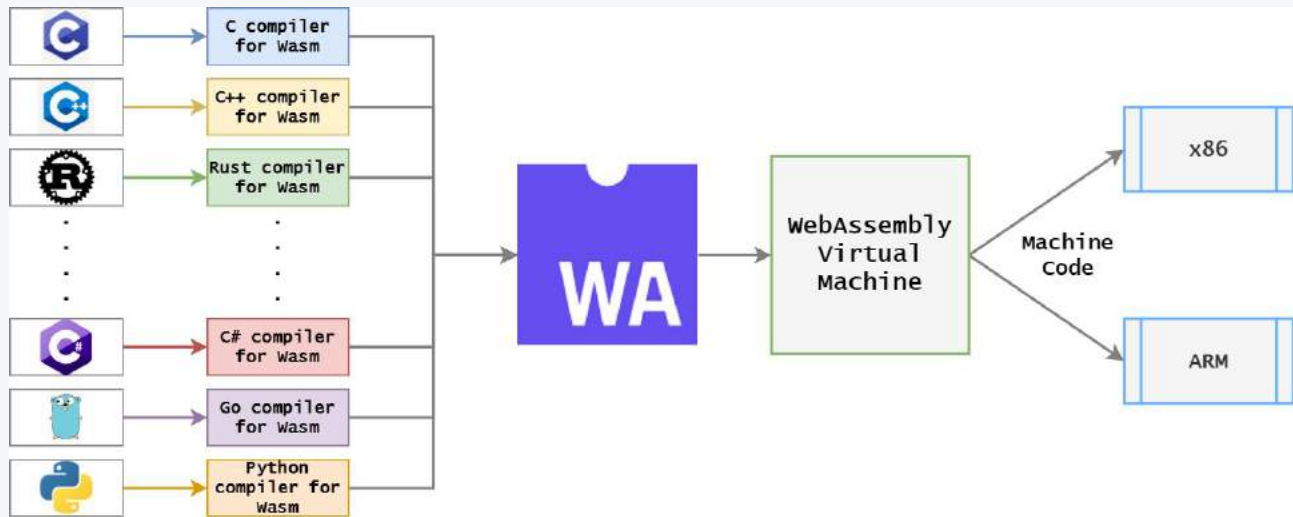 C
C compiler
for Wasm
C++
C++ compiler
for Wasm
R
Rust compiler
for Wasm
C#
C# compiler
for Wasm
Go compiler
for Wasm
Python
compiler for
Wasm
WA
WebAssembly
Virtual
Machine
Machine
Code
x86
ARM